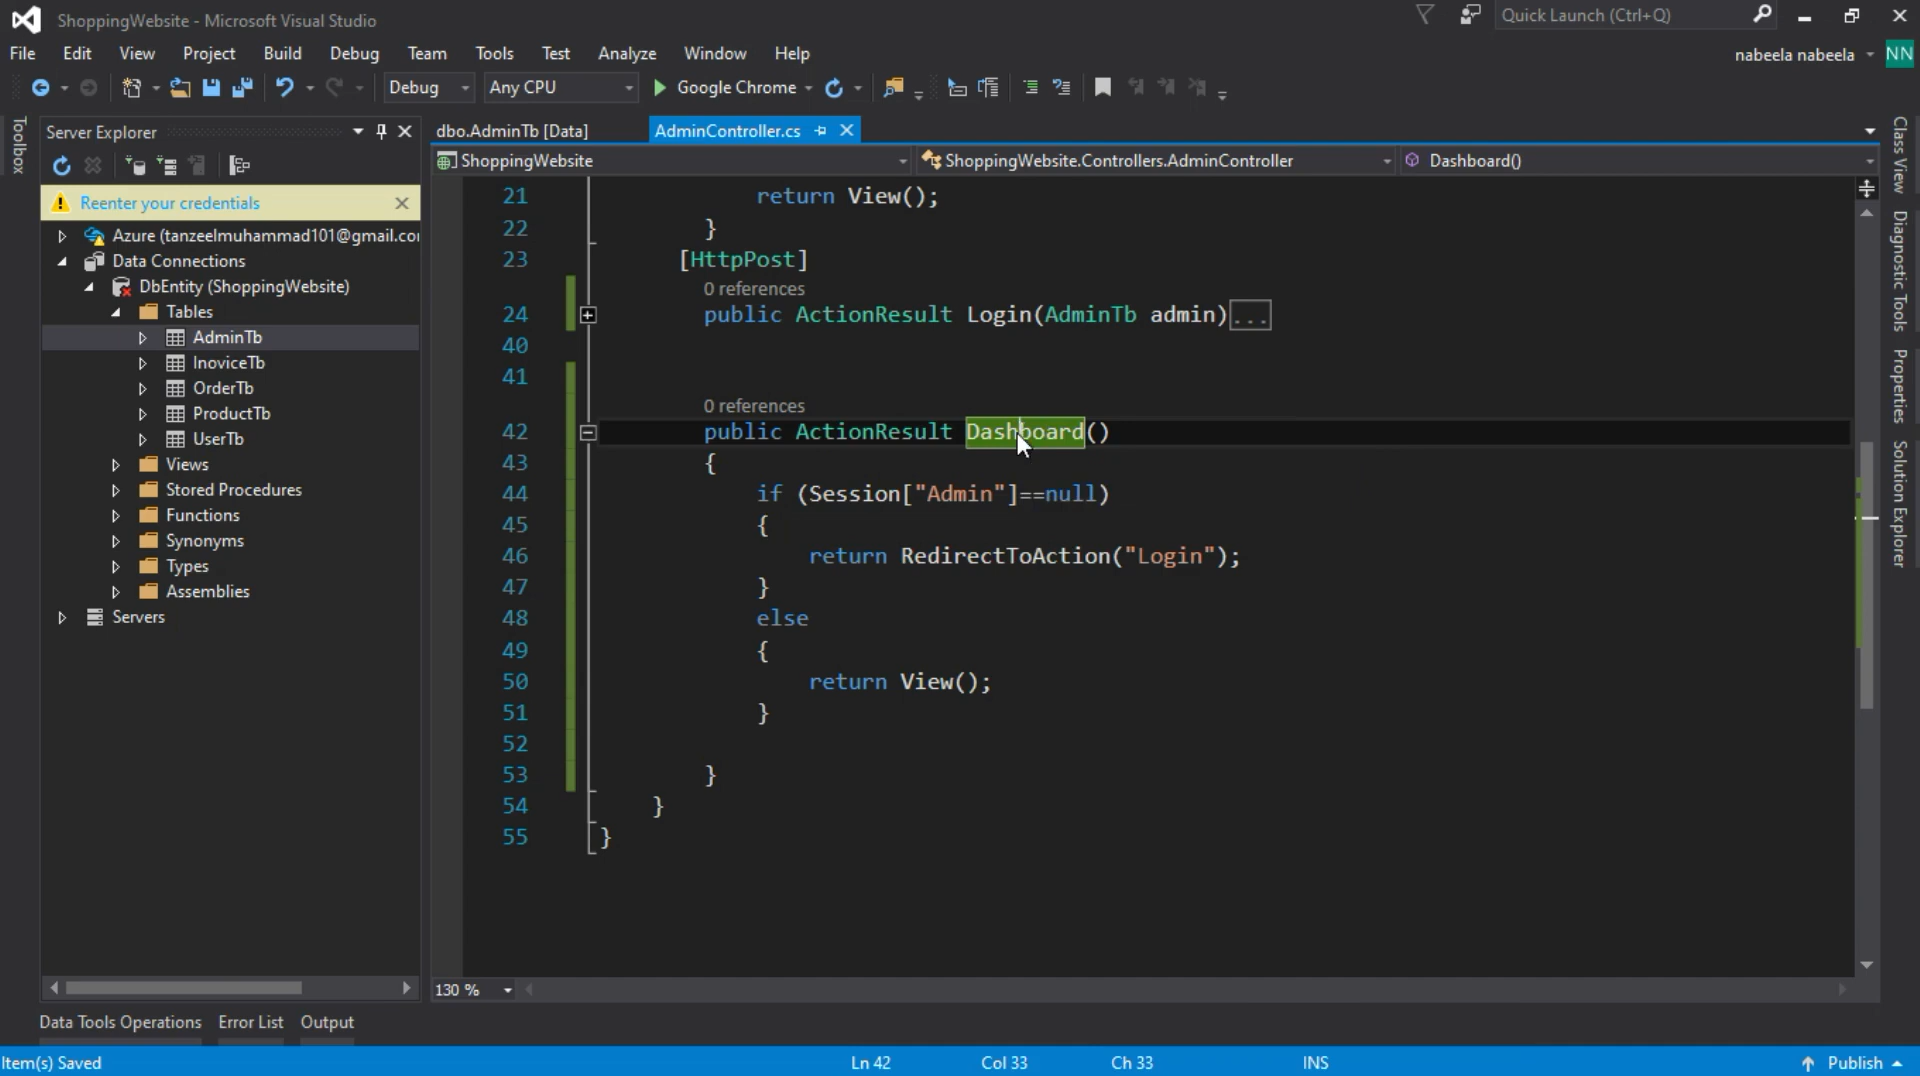 ShoppingWebsite - Microsoft Visual Studio
Quick Launch (Ctrl+Q)
File Edit View Project Build Debug Team Tools Test Analyze Window Help
nabeela nabeela
NN
Debug
Any CPU
Google Chrome
Toolbox
Server Explorer
Reenter your credentials
Azure (tanzeelmuhammad101@gmail.co
Data Connections
DbEntity (ShoppingWebsite)
Tables
AdminTb
InoviceTb
OrderTb
ProductTb
UserTb
Views
Stored Procedures
Functions
Synonyms
Types
Assemblies
Servers
dbo.AdminTb [Data]
AdminController.cs
ShoppingWebsite
ShoppingWebsite.Controllers.AdminController
Dashboard()
21 return View();
22 }
23 [HttpPost]
0 references
24 public ActionResult Login(AdminTb admin)...
40
41
0 references
42 public ActionResult Dashboard()
43 {
44 if (Session["Admin"]==null)
45 {
46 return RedirectToAction("Login");
47 }
48 else
49 {
50 return View();
51 }
52
53 }
54 }
55 }
130 %
Class View
Diagnostic Tools
Properties
Solution Explorer
Data Tools Operations Error List Output
Item(s) Saved
Ln 42
Col 33
Ch 33
INS
Publish